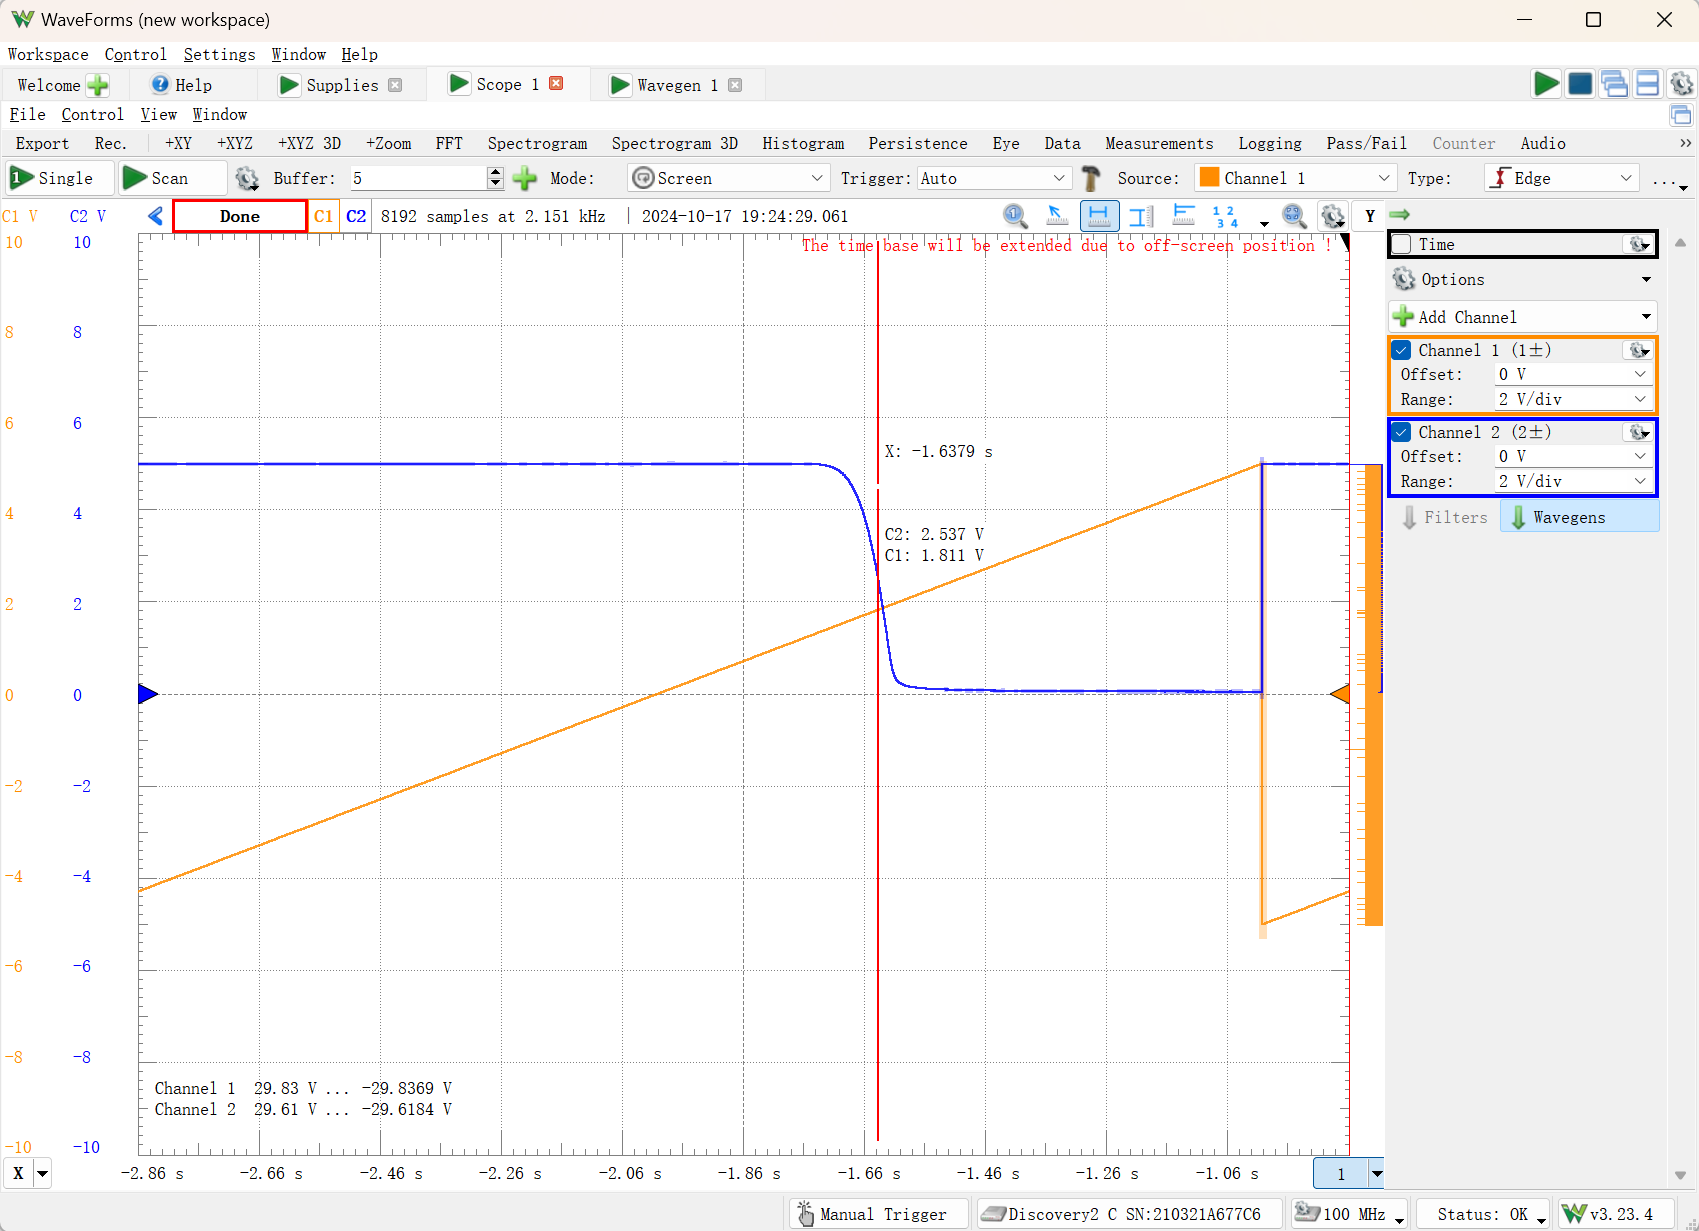 WaveForms (new workspace)
Workspace Control Settings Window Help
Welcome Help Supplies Scope 1 Wavegen 1
File Control View Window
Export Rec. +XY +XYZ +XYZ 3D +Zoom FFT Spectrogram Spectrogram 3D Histogram Persistence Eye Data Measurements Logging Pass/Fail Counter Audio »
1 Single Scan Buffer: 5 Mode: Screen Trigger: Auto Source: Channel 1 Type: Edge ...
C1 V C2 V Done C1 C2 8192 samples at 2.151 kHz | 2024-10-17 19:24:29.061 1 1 2 3 4 Y
The time base will be extended due to off-screen position !
10 10
8 8
6 6
4 4
2 2
0 0
-2 -2
-4 -4
-6 -6
-8 -8
-10 -10
X: -1.6379 s
C2: 2.537 V
C1: 1.811 V
Channel 1 29.83 V ... -29.8369 V
Channel 2 29.61 V ... -29.6184 V
X -2.86 s -2.66 s -2.46 s -2.26 s -2.06 s -1.86 s -1.66 s -1.46 s -1.26 s -1.06 s 1
Time
Options
Add Channel
Channel 1 (1±)
Offset: 0 V
Range: 2 V/div
Channel 2 (2±)
Offset: 0 V
Range: 2 V/div
Filters Wavegens
Manual Trigger Discovery2 C SN:210321A677C6 100 MHz Status: OK v3.23.4